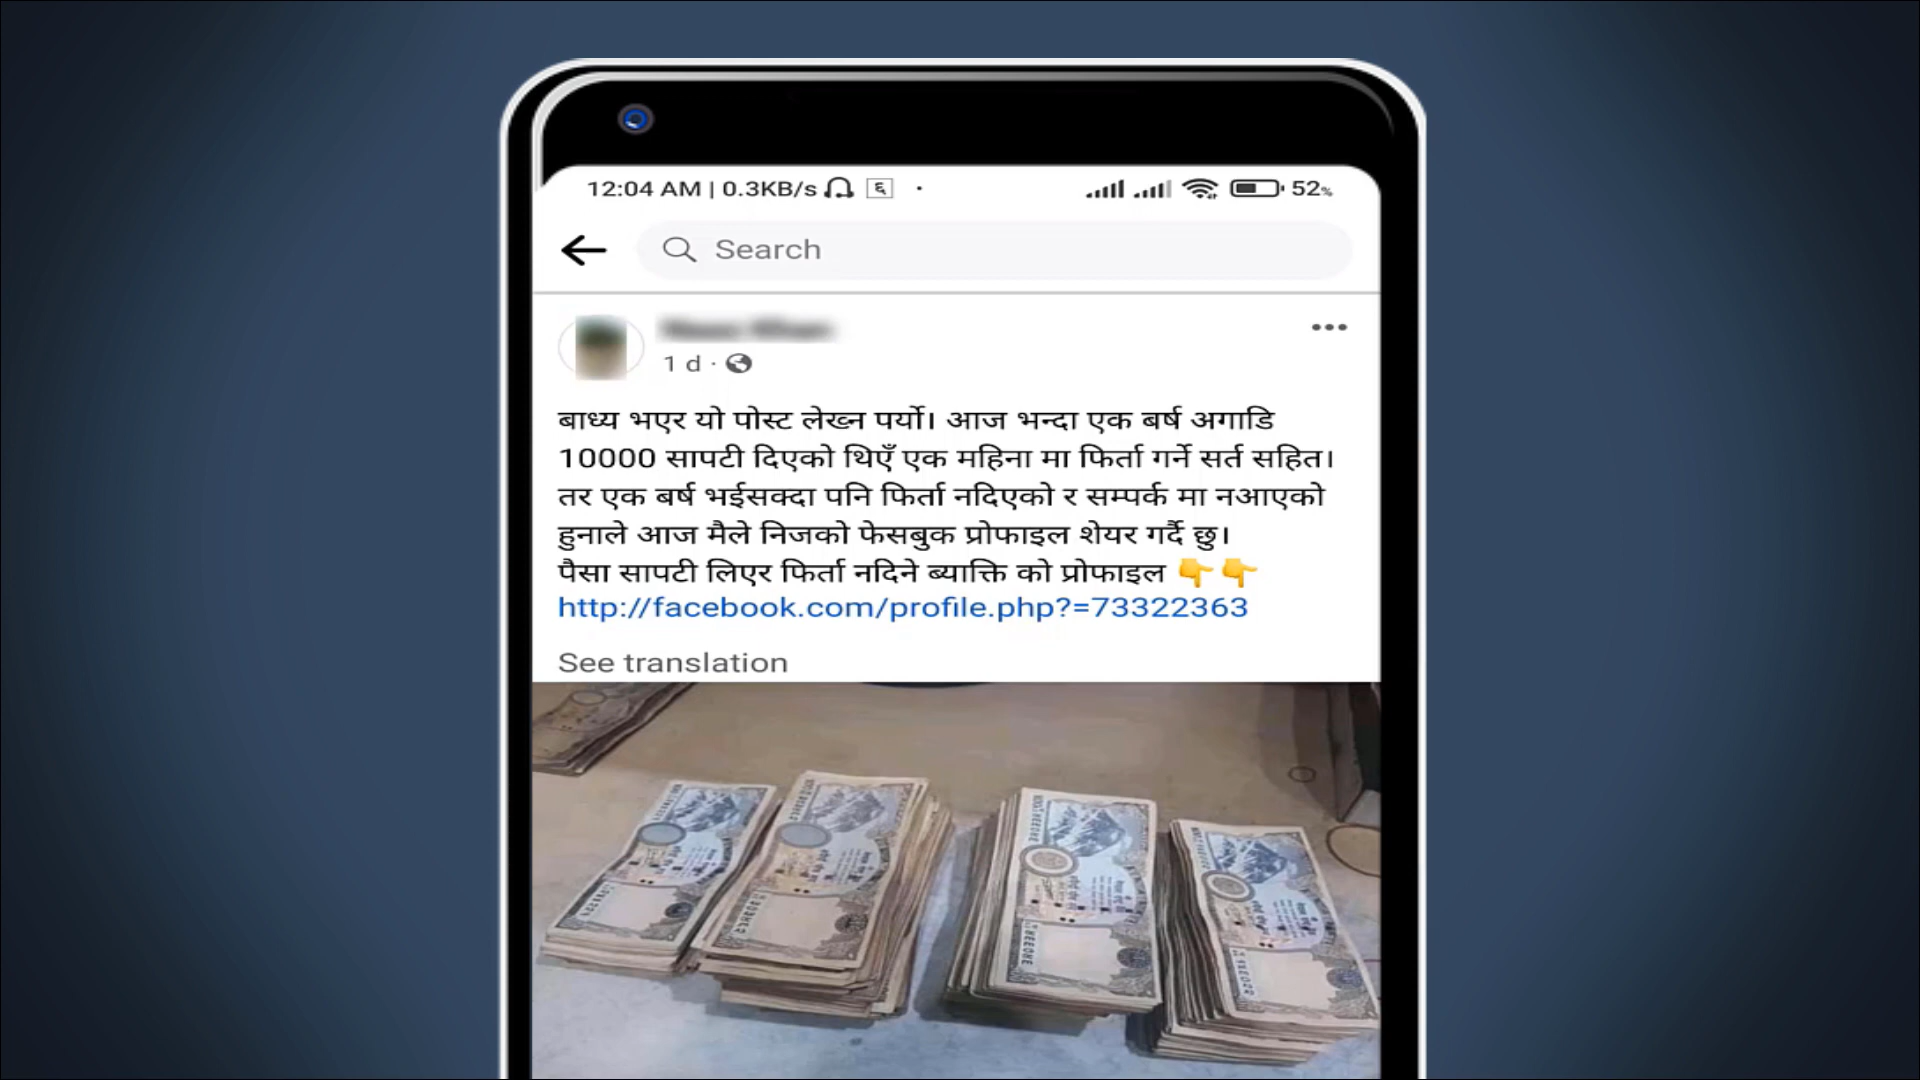 12:04 AM | 0.3KB/s ६ 52%
Search
1 d ·
बाध्य भएर यो पोस्ट लेख्न पर्यो। आज भन्दा एक बर्ष अगाडि
10000 सापटी दिएको थिएँ एक महिना मा फिर्ता गर्ने सर्त सहित।
तर एक बर्ष भईसक्दा पनि फिर्ता नदिएको र सम्पर्क मा नआएको
हुनाले आज मैले निजको फेसबुक प्रोफाइल शेयर गर्दै छु।
पैसा सापटी लिएर फिर्ता नदिने ब्याक्ति को प्रोफाइल 👇👇
http://facebook.com/profile.php?=73322363
See translation